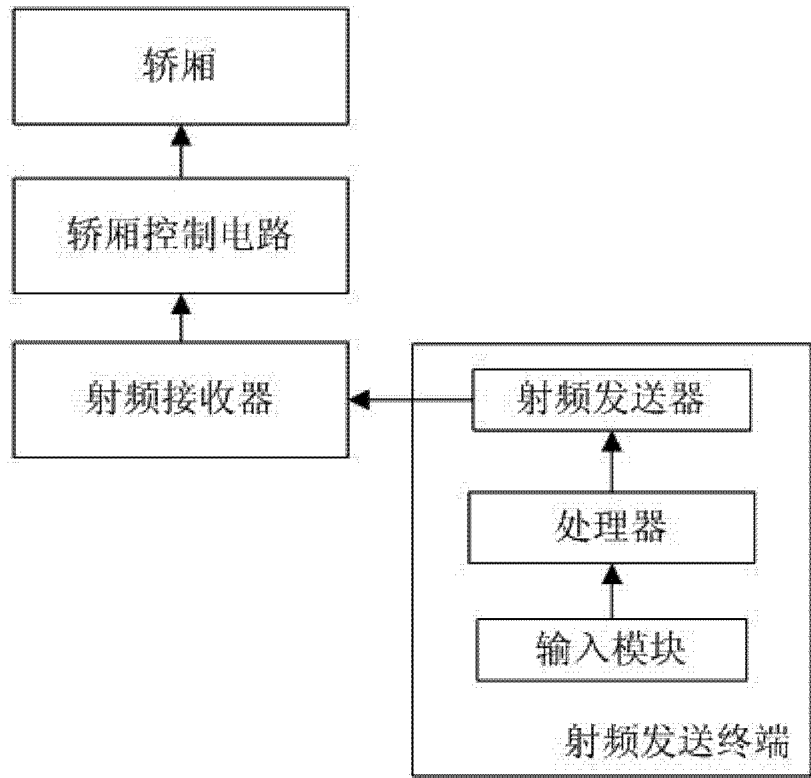 轿厢
轿厢控制电路
射频接收器
射频发送器
处理器
输入模块
射频发送终端